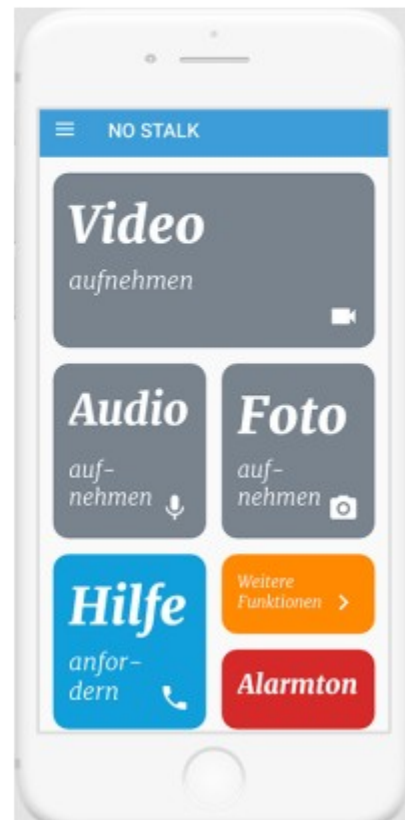 NO STALK
Video
aufnehmen
Audio
auf-
nehmen
Foto
auf-
nehmen
Hilfe
anfor-
dern
Weitere
Funktionen
Alarmton